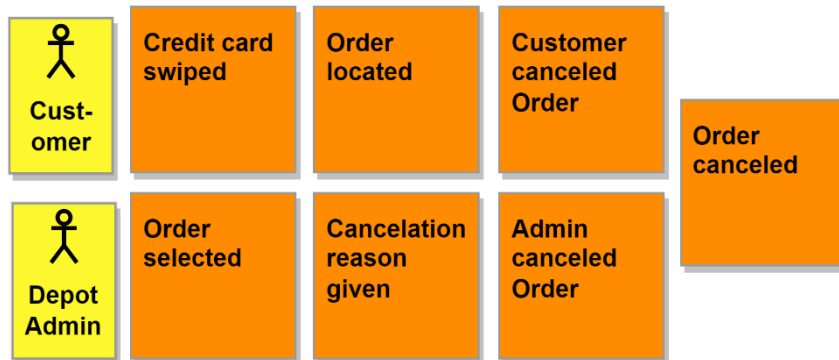 Cust-
omer
Credit card
swiped
Order
located
Customer
canceled
Order
Order
canceled
Depot
Admin
Order
selected
Cancelation
reason
given
Admin
canceled
Order